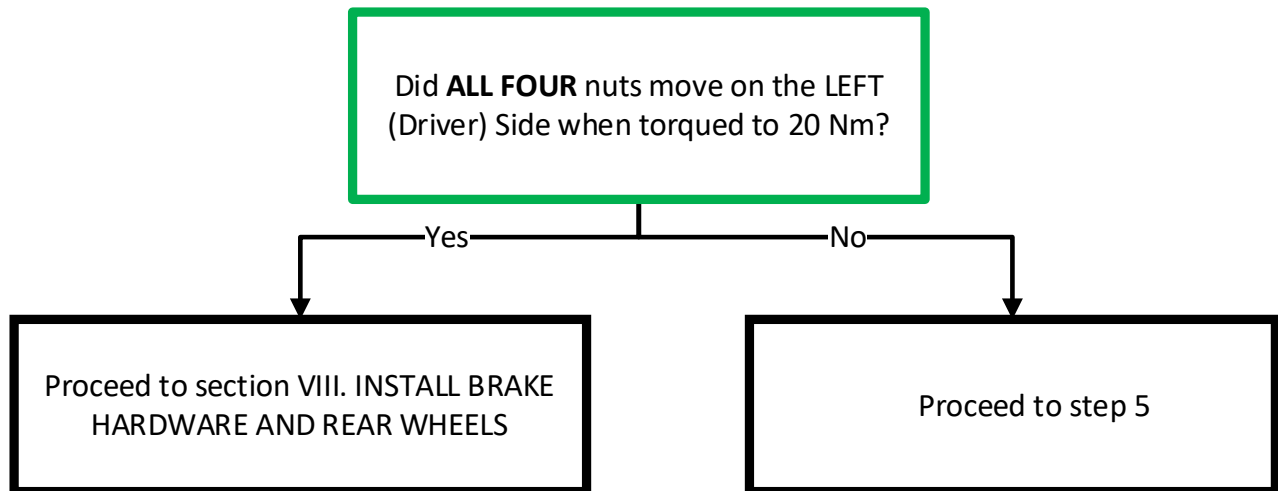 Did ALL FOUR nuts move on the LEFT
(Driver) Side when torqued to 20 Nm?
Yes
No
Proceed to section VIII. INSTALL BRAKE
HARDWARE AND REAR WHEELS
Proceed to step 5